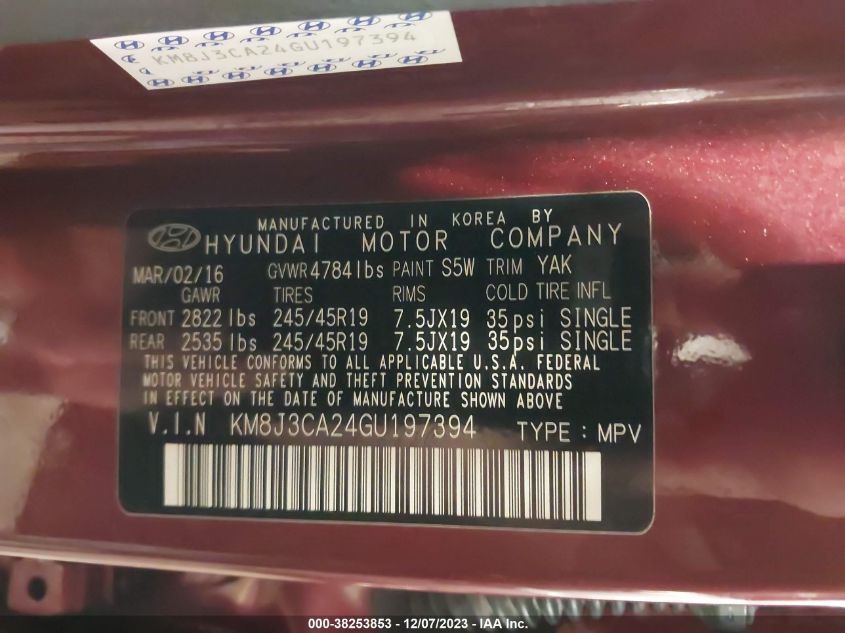 KM8J3CA24GU197394
MANUFACTURED IN KOREA BY
HYUNDAI MOTOR COMPANY
MAR/02/16 GVWR 4784lbs PAINT S5W TRIM YAK
GAWR TIRES RIMS COLD TIRE INFL
FRONT 2822 lbs 245/45R19 7.5JX19 35psi SINGLE
REAR 2535 lbs 245/45R19 7.5JX19 35psi SINGLE
THIS VEHICLE CONFORMS TO ALL APPLICABLE U.S.A. FEDERAL
MOTOR VEHICLE SAFETY AND THEFT PREVENTION STANDARDS
IN EFFECT ON THE DATE OF MANUFACTURE SHOWN ABOVE
V.I.N KM8J3CA24GU197394 TYPE : MPV
000-38253853 - 12/07/2023 - IAA Inc.